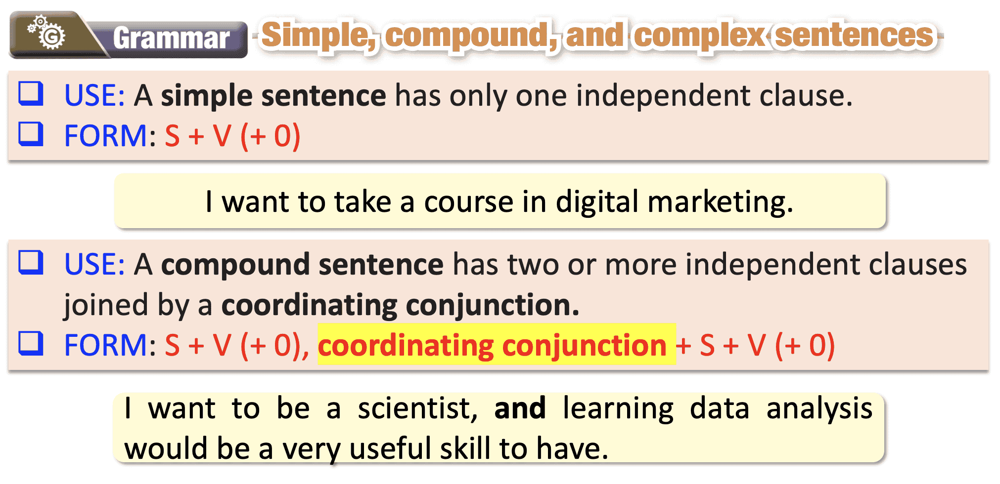 G Grammar Simple, compound, and complex sentences
❑ USE: A simple sentence has only one independent clause.
❑ FORM: S + V (+ 0)
I want to take a course in digital marketing.
❑ USE: A compound sentence has two or more independent clauses
joined by a coordinating conjunction.
❑ FORM: S + V (+ 0), coordinating conjunction + S + V (+ 0)
I want to be a scientist, and learning data analysis
would be a very useful skill to have.